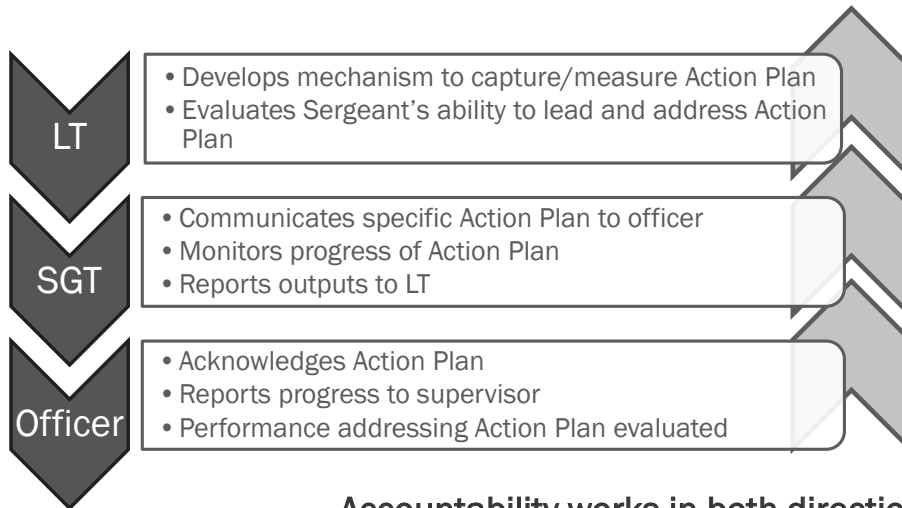 LT
• Develops mechanism to capture/measure Action Plan
• Evaluates Sergeant's ability to lead and address Action
Plan
SGT
• Communicates specific Action Plan to officer
• Monitors progress of Action Plan
• Reports outputs to LT
Officer
• Acknowledges Action Plan
• Reports progress to supervisor
• Performance addressing Action Plan evaluated
Accountability works in both